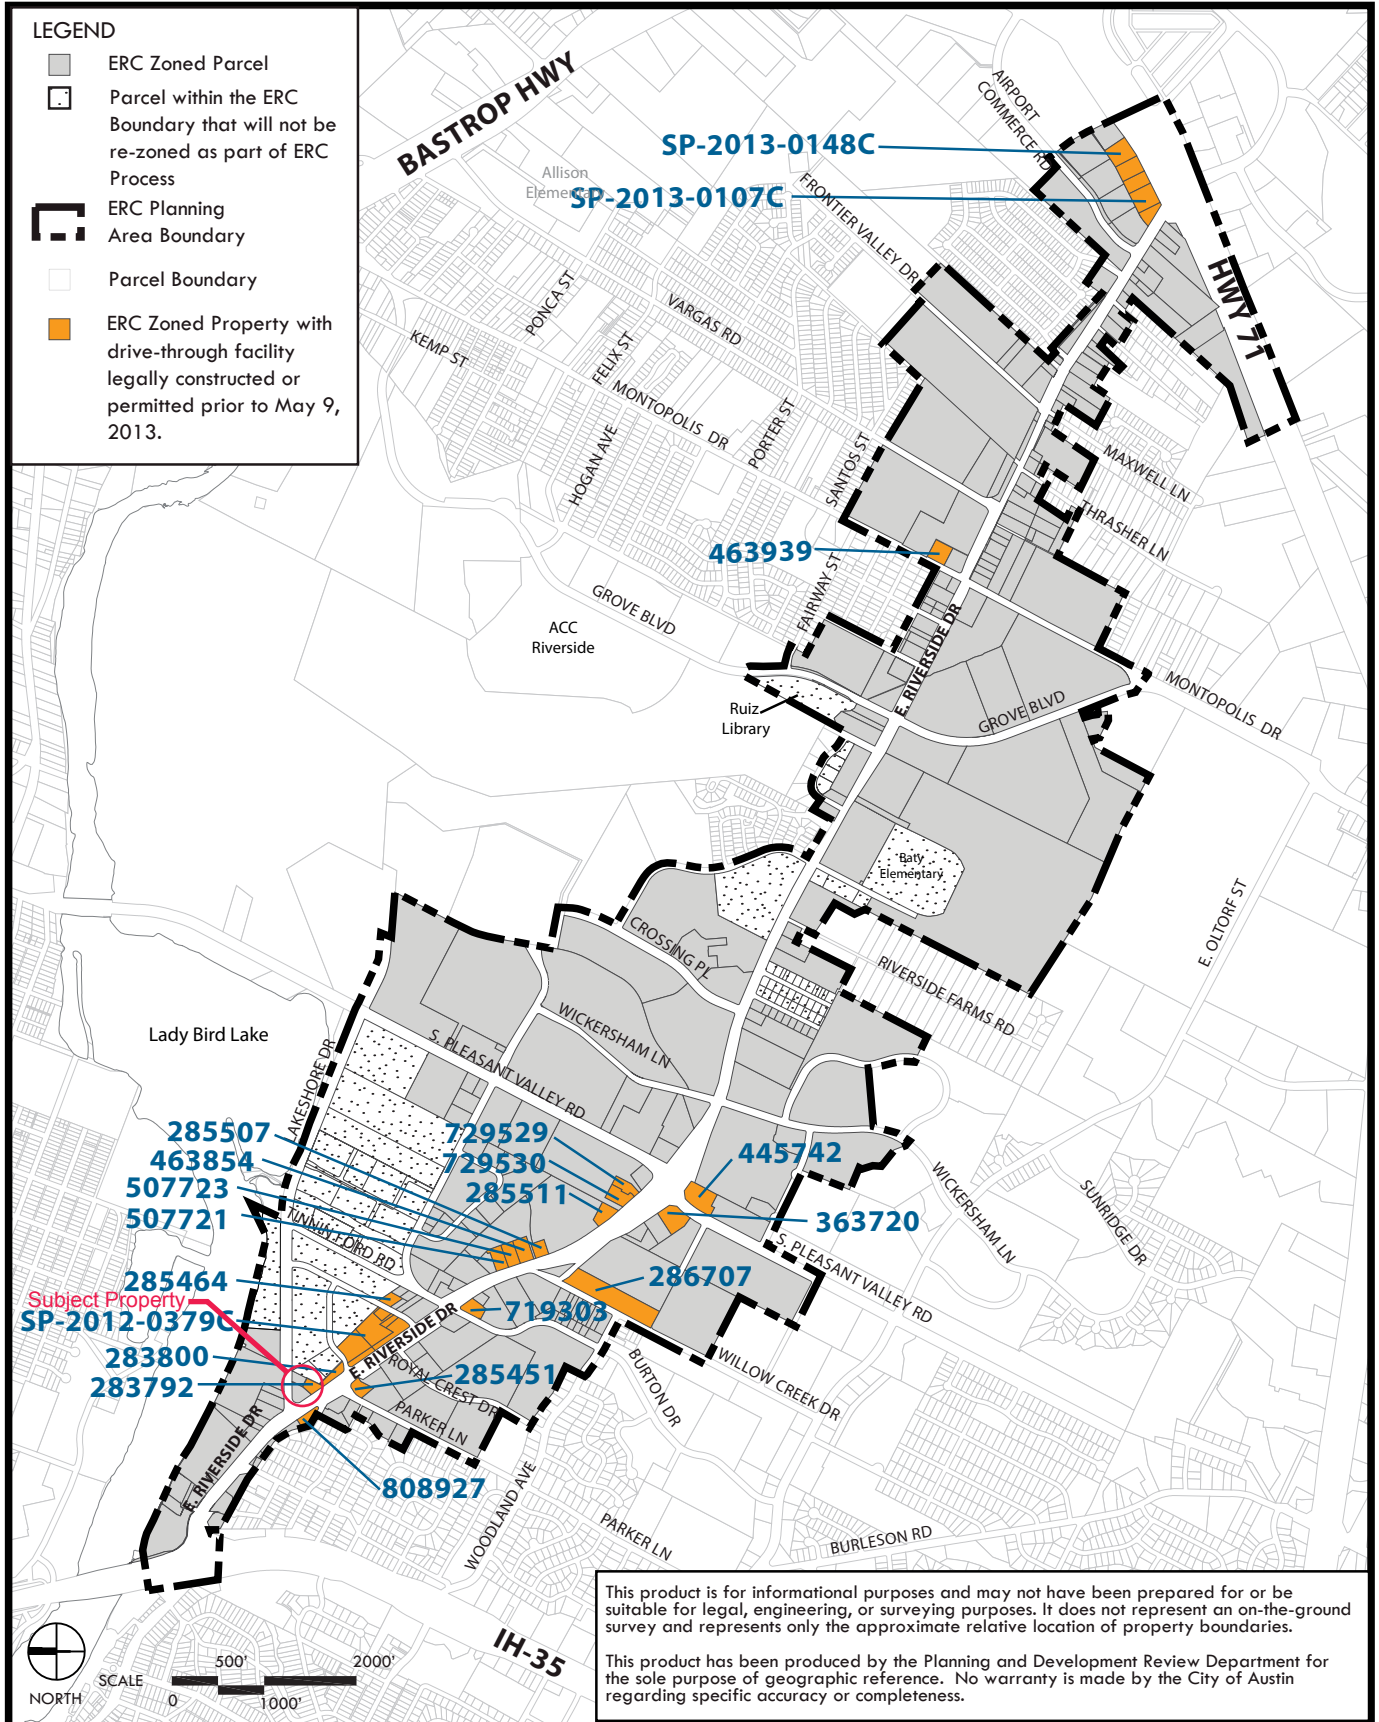 LEGEND
ERC Zoned Parcel
Parcel within the ERC
Boundary that will not be
re-zoned as part of ERC
Process
ERC Planning
Area Boundary
Parcel Boundary
ERC Zoned Property with
drive-through facility
legally constructed or
permitted prior to May 9,
2013.
BASTROP HWY
AIRPORT
COMMERCE RD
SP-2013-0148C
Allison
Elementary
SP-2013-0107C
FRONTIER VALLEY DR
HWY 71
PONCA ST
VARGAS RD
KEMP ST
FELIX ST
MONTOPOLIS DR
PORTER ST
HOGAN AVE
SANTOS ST
MAXWELL LN
THRASHER LN
463939
FAIRWAY ST
GROVE BLVD
ACC
Riverside
E. RIVERSIDE DR
Ruiz
Library
GROVE BLVD
MONTOPOLIS DR
Baty
Elementary
E. OLTORF ST
CROSSING PL
RIVERSIDE FARMS RD
WICKERSHAM LN
Lady Bird Lake
LAKESHORE DR
S. PLEASANT VALLEY RD
285507
729529
445742
463854
729530
507723
285511
507721
363720
WICKERSHAM LN
SUNRIDGE DR
TINNIN FORD RD
S. PLEASANT VALLEY RD
285464
286707
Subject Property
719303
SP-2012-0379C
E. RIVERSIDE DR
283800
ROYAL CREST DR
285451
283792
BURTON DR
WILLOW CREEK DR
PARKER LN
E. RIVERSIDE DR
808927
WOODLAND AVE
PARKER LN
BURLESON RD
IH-35
NORTH
SCALE
500'
2000'
0
1000'
This product is for informational purposes and may not have been prepared for or be
suitable for legal, engineering, or surveying purposes. It does not represent an on-the-ground
survey and represents only the approximate relative location of property boundaries.
This product has been produced by the Planning and Development Review Department for
the sole purpose of geographic reference. No warranty is made by the City of Austin
regarding specific accuracy or completeness.